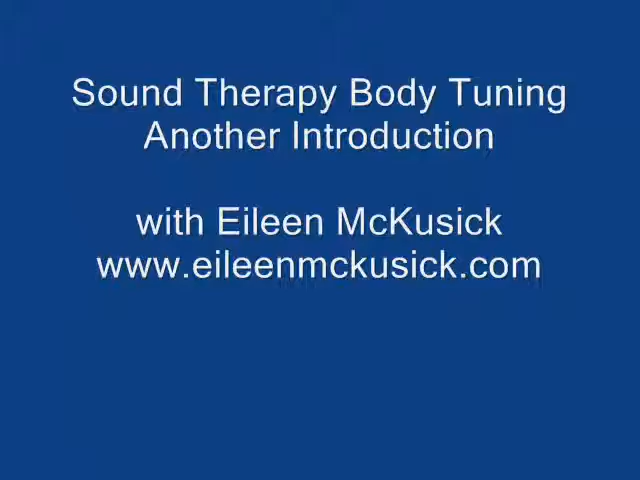 Sound Therapy Body Tuning
Another Introduction
with Eileen McKusick
www.eileenmckusick.com